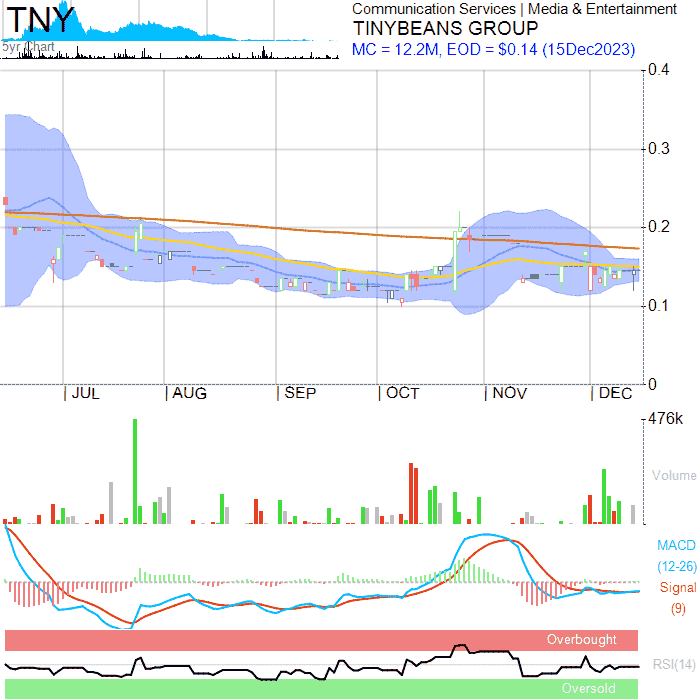 TNY
5yr Chart
Communication Services | Media & Entertainment
TINYBEANS GROUP
MC = 12.2M, EOD = $0.14 (15Dec2023)
0.4
0.3
0.2
0.1
0
| JUL | AUG | SEP | OCT | NOV | DEC
476k
Volume
MACD
(12-26)
Signal
(9)
Overbought
RSI(14)
Oversold